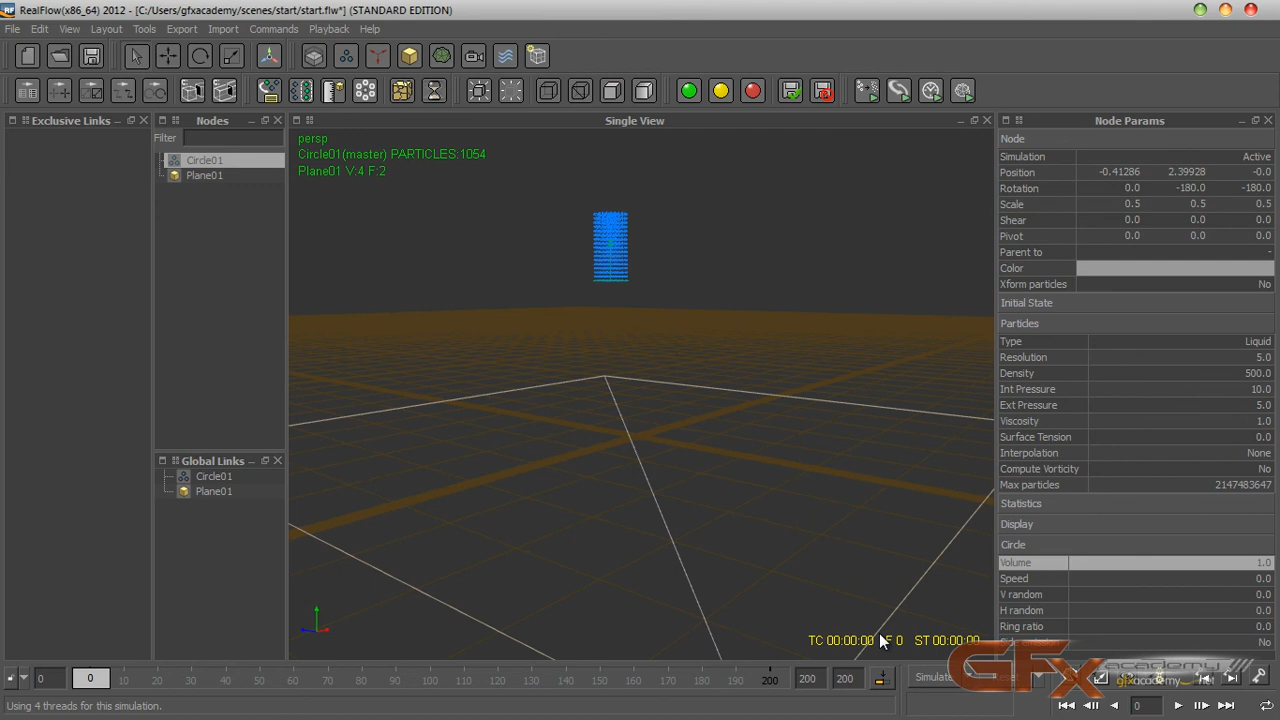 RealFlow(x86_64) 2012 - [C:/Users/gfxacademy/scenes/start/start.flw*] (STANDARD EDITION)
File Edit View Layout Tools Export Import Commands Playback Help
Exclusive Links
Nodes
Filter
Circle01
Plane01
Global Links
Circle01
Plane01
Single View
persp
Circle01(master) PARTICLES:1054
Plane01 V:4 F:2
TC 00:00:00 F 0 ST 00:00:00
Node Params
Node
Simulation Active
Position -0.41286 2.39928 -0.0
Rotation 0.0 -180.0 -180.0
Scale 0.5 0.5 0.5
Shear 0.0 0.0 0.0
Pivot 0.0 0.0 0.0
Parent to -
Color
Xform particles No
Initial State
Particles
Type Liquid
Resolution 5.0
Density 500.0
Int Pressure 10.0
Ext Pressure 5.0
Viscosity 1.0
Surface Tension 0.0
Interpolation None
Compute Vorticity No
Max particles 2147483647
Statistics
Display
Circle
Volume 1.0
Speed 0.0
V random 0.0
H random 0.0
Ring ratio 0.0
No
0 0 10 20 30 40 50 60 70 80 90 100 110 120 130 140 150 160 170 180 190 200 200 200
Simulate
GFX academy
gfxacademy
Using 4 threads for this simulation.
0